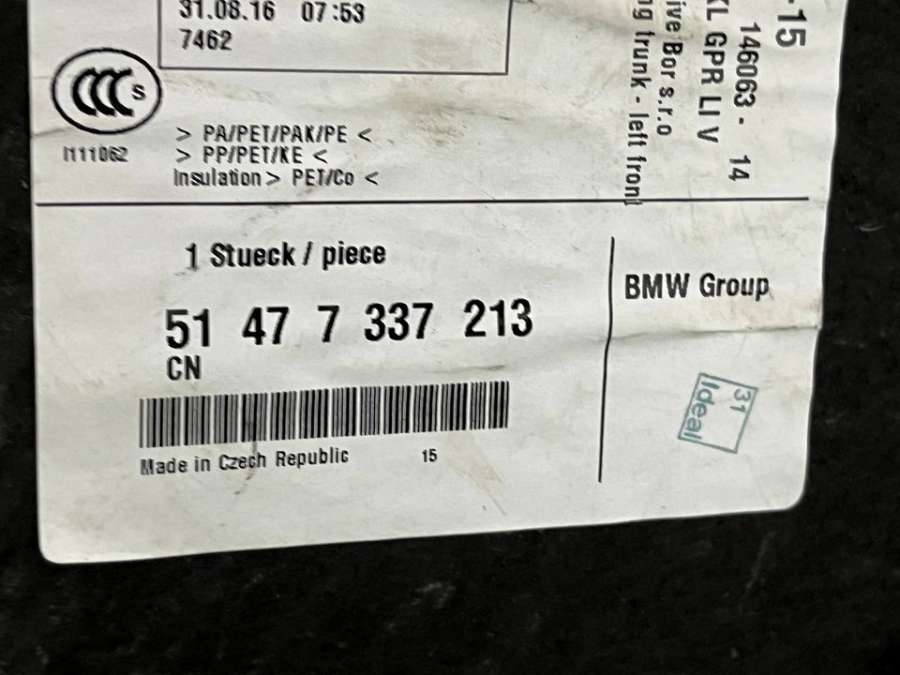 31.08.16 07:53
7462
CCC S
I111062
> PA/PET/PAK/PE <
> PP/PET/KE <
Insulation > PET/Co <
-15
146063 - 14
KL GPR LI V
ive Bor s.r.o
ng trunk - left front
1 Stueck / piece
51 47 7 337 213
CN
Made in Czech Republic 15
BMW Group
31
Ideal